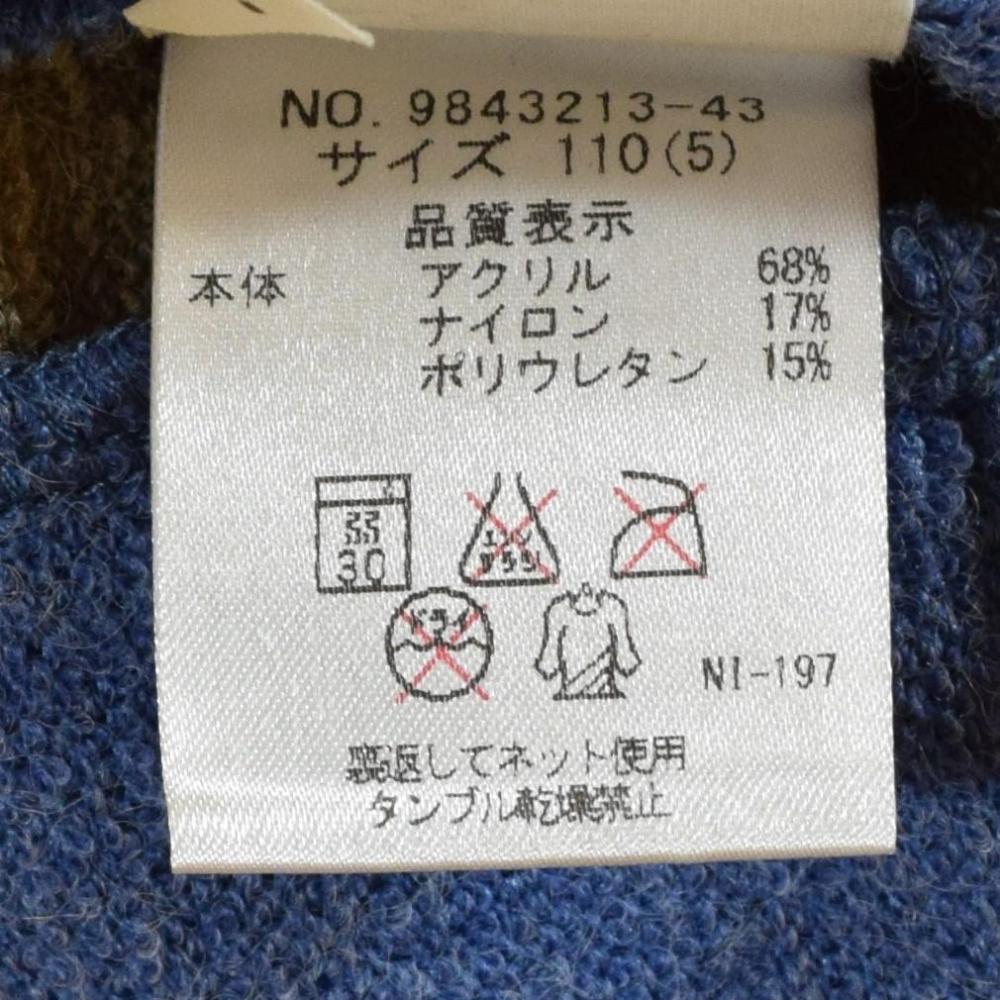 NO. 9843213-43
サイズ 110(5)
品質表示
本体 アクリル 68%
ナイロン 17%
ポリウレタン 15%
弱
30
エンソ
サラシ
ドライ
NI-197
裏返してネット使用
タンブル乾燥禁止